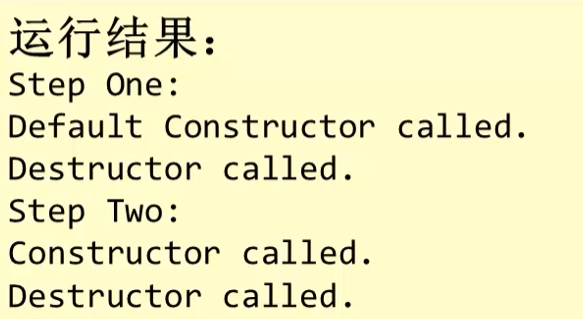 运行结果：
Step One:
Default Constructor called.
Destructor called.
Step Two:
Constructor called.
Destructor called.